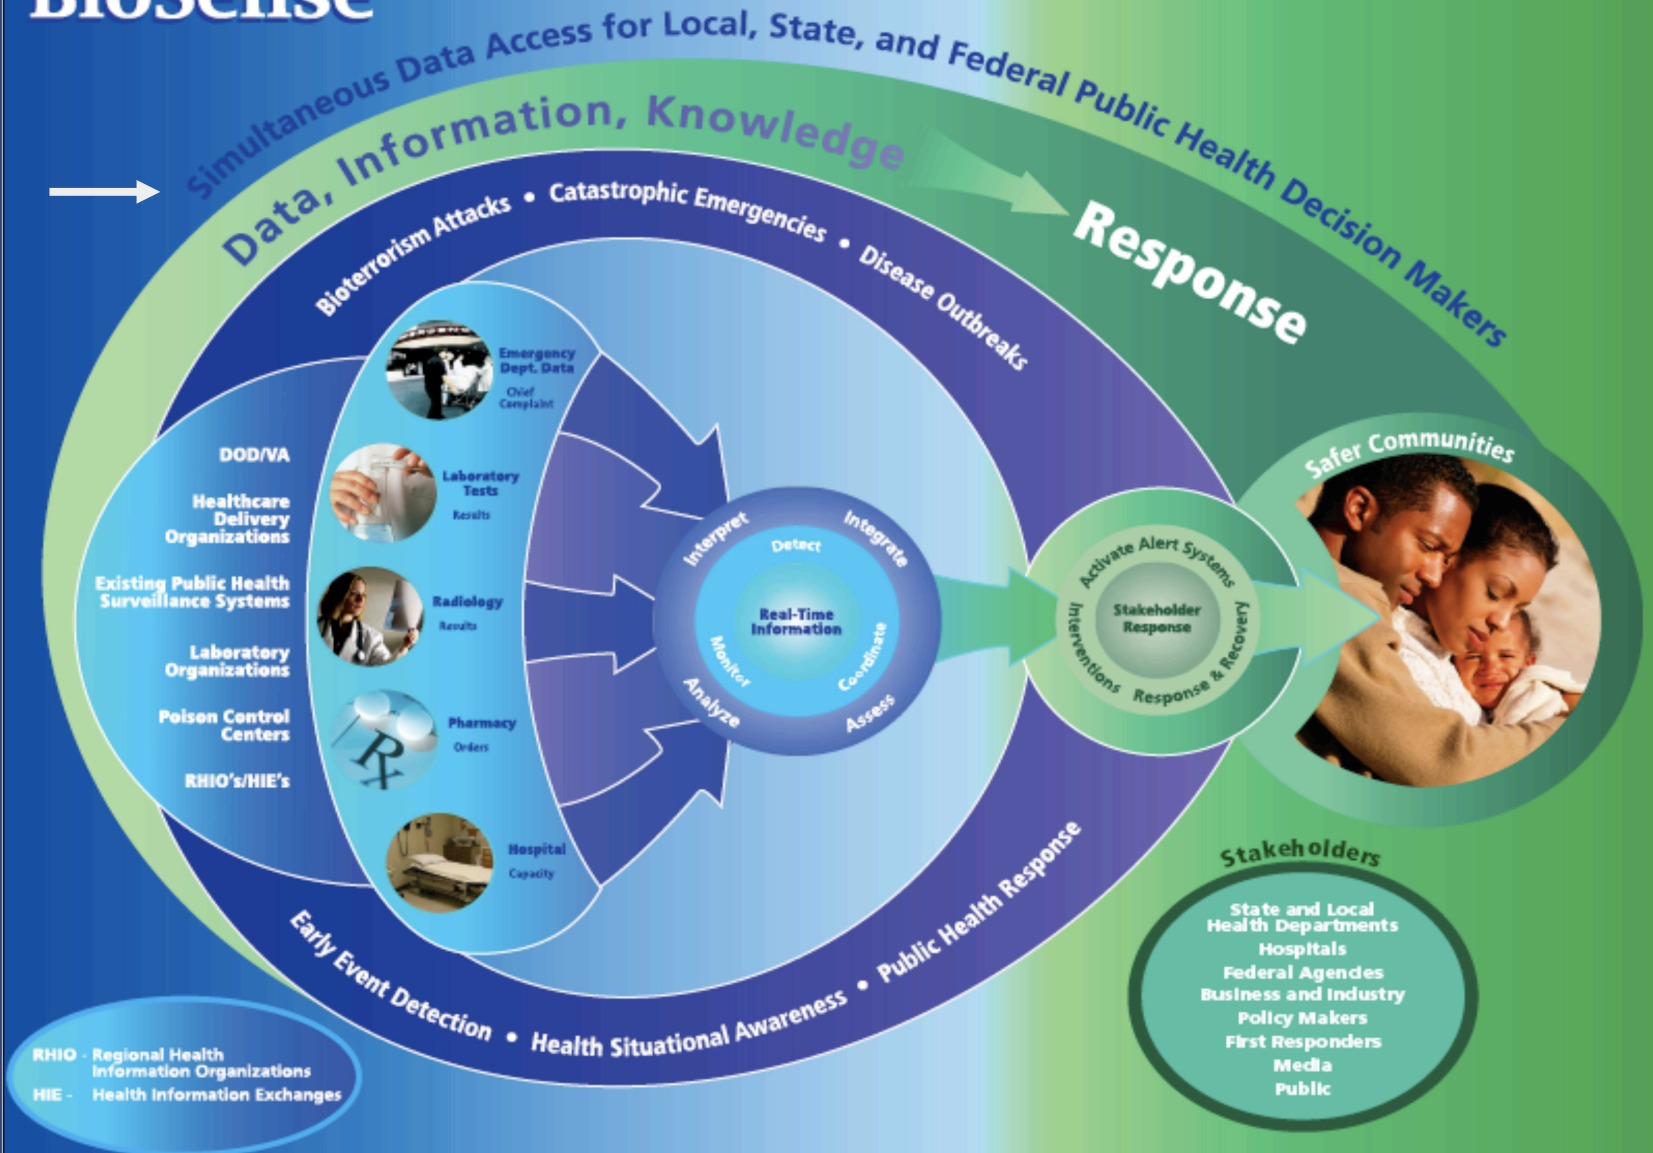 BioSense
Simultaneous Data Access for Local, State, and Federal Public Health Decision Makers
Data, Information, Knowledge
Response
Bioterrorism Attacks • Catastrophic Emergencies • Disease Outbreaks
Safer Communities
DOD/VA
Healthcare
Delivery
Organizations
Existing Public Health
Surveillance Systems
Laboratory
Organizations
Poison Control
Centers
RHIO's/HIE's
Emergency
Dept. Data
Chief
Complaint
Laboratory
Tests
Results
Radiology
Results
Pharmacy
Orders
Rx
Hospital
Capacity
Interpret
Integrate
Analyze
Assess
Detect
Monitor
Coordinate
Real-Time
Information
Activate Alert Systems
Interventions
Response & Recovery
Stakeholder
Response
Early Event Detection • Health Situational Awareness • Public Health Response
Stakeholders
State and Local
Health Departments
Hospitals
Federal Agencies
Business and Industry
Policy Makers
First Responders
Media
Public
RHIO - Regional Health
Information Organizations
HIE - Health Information Exchanges